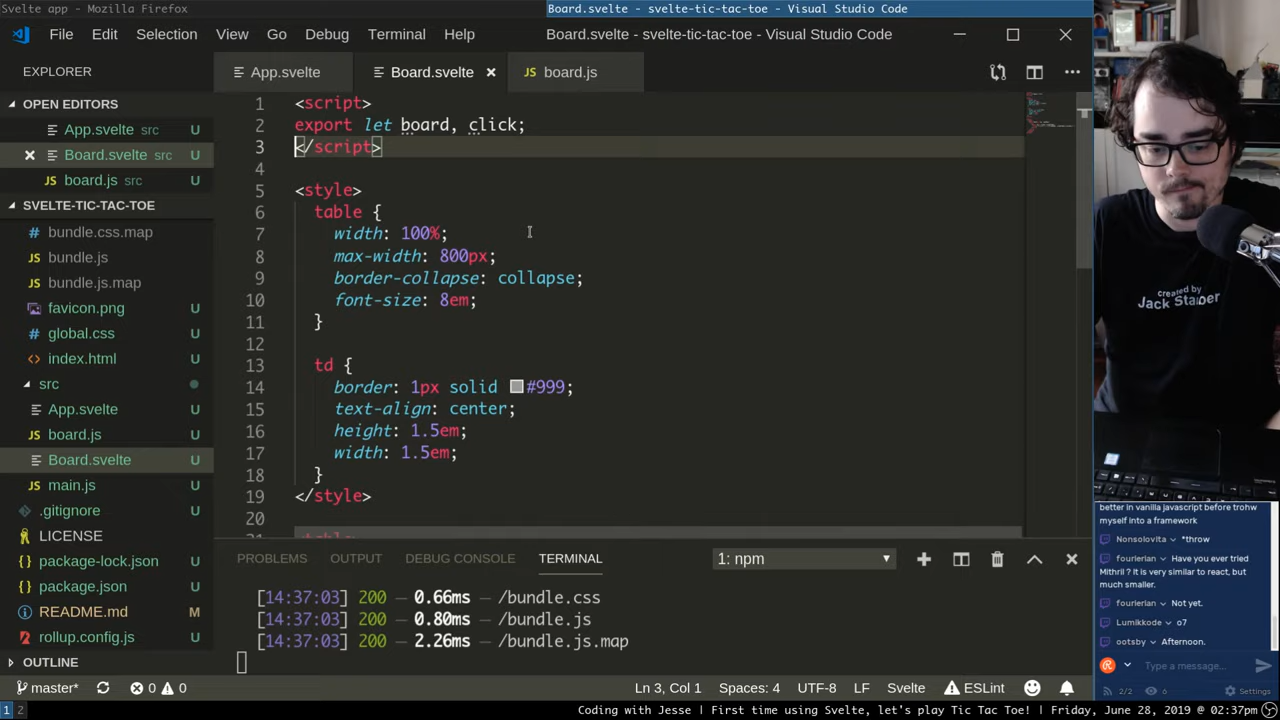 Svelte app - Mozilla Firefox
Board.svelte - svelte-tic-tac-toe - Visual Studio Code
File Edit Selection View Go Debug Terminal Help
Board.svelte - svelte-tic-tac-toe - Visual Studio Code
EXPLORER
App.svelte
Board.svelte
JS board.js
OPEN EDITORS
App.svelte src U
Board.svelte src U
JS board.js src U
SVELTE-TIC-TAC-TOE
bundle.css.map U
JS bundle.js U
bundle.js.map U
favicon.png U
global.css U
index.html U
src
App.svelte U
JS board.js U
Board.svelte U
JS main.js U
.gitignore U
LICENSE U
package-lock.json U
package.json U
README.md M
rollup.config.js U
OUTLINE
1 <script>
2 export let board, click;
3 </script>
4
5 <style>
6 table {
7 width: 100%;
8 max-width: 800px;
9 border-collapse: collapse;
10 font-size: 8em;
11 }
12
13 td {
14 border: 1px solid #999;
15 text-align: center;
16 height: 1.5em;
17 width: 1.5em;
18 }
19 </style>
20
PROBLEMS OUTPUT DEBUG CONSOLE TERMINAL
1: npm
[14:37:03] 200 — 0.66ms — /bundle.css
[14:37:03] 200 — 0.80ms — /bundle.js
[14:37:03] 200 — 2.26ms — /bundle.js.map
master*
0 0
Ln 3, Col 1
Spaces: 4
UTF-8
LF
Svelte
ESLint
created by
Jack Stamper
better in vanilla javascript before trohw
myself into a framework
Nonsolovita *throw
fourlerian Have you ever tried
Mithril ? It is very similar to react, but
much smaller.
fourlerian Not yet.
Lumikkode o7
ootsby Afternoon.
Type a message...
2/2 6 Settings
1 2
Coding with Jesse | First time using Svelte, let's play Tic Tac Toe! | Friday, June 28, 2019 @ 02:37pm